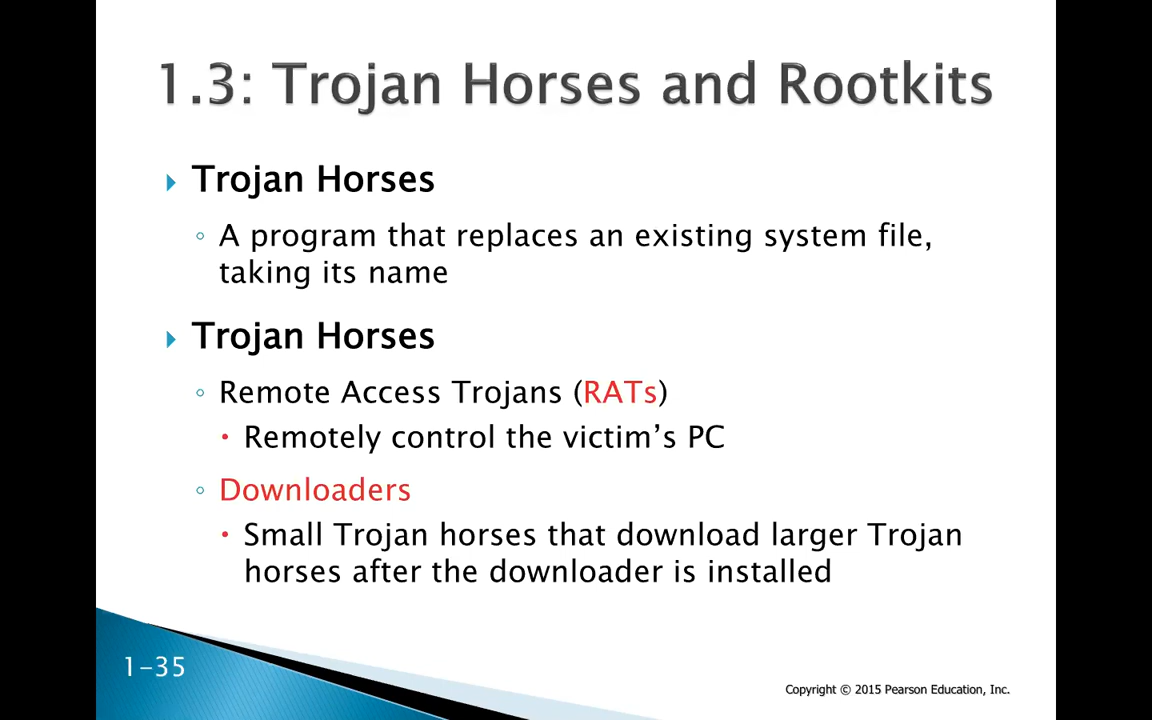 1.3: Trojan Horses and Rootkits
Trojan Horses
A program that replaces an existing system file,
taking its name
Trojan Horses
Remote Access Trojans (RATs)
Remotely control the victim’s PC
Downloaders
Small Trojan horses that download larger Trojan
horses after the downloader is installed
1-35
Copyright © 2015 Pearson Education, Inc.